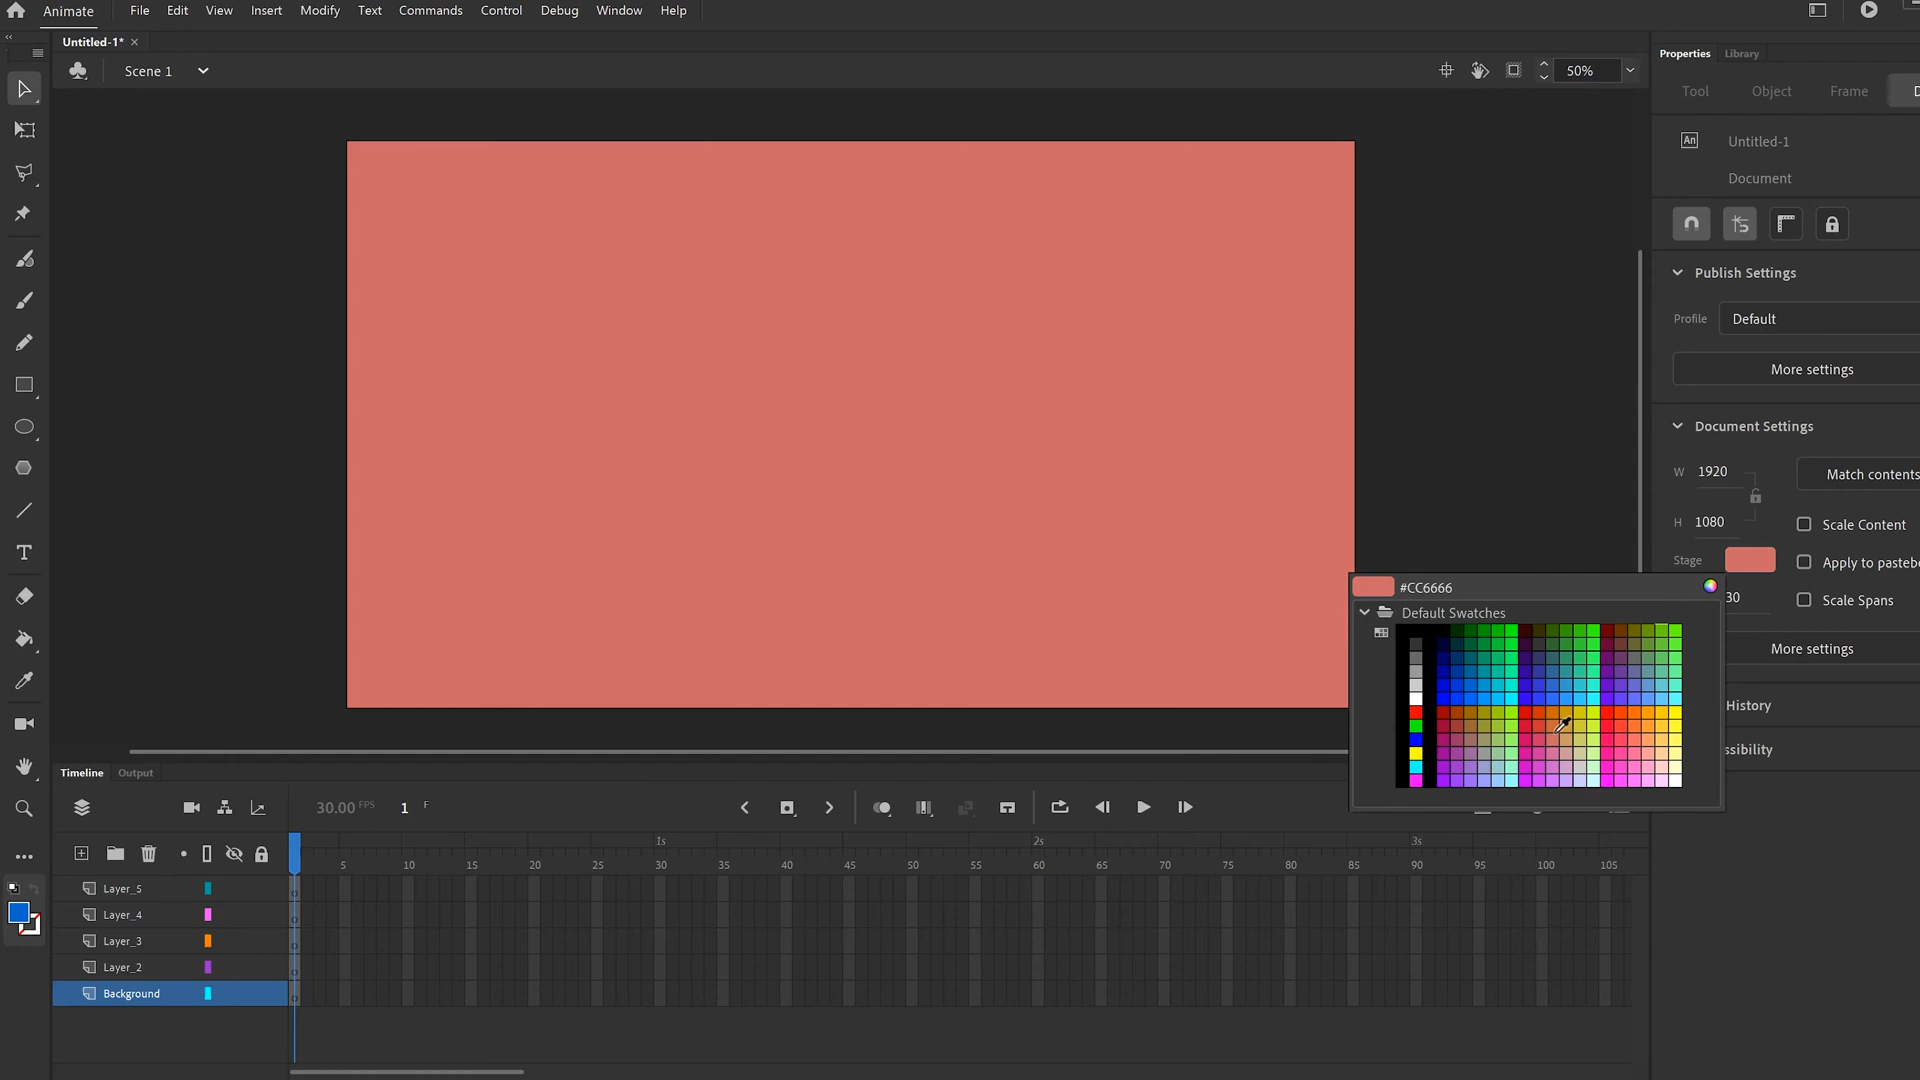 Animate File Edit View Insert Modify Text Commands Control Debug Window Help
Untitled-1*
Scene 1
50%
Properties Library
Tool Object Frame D
An Untitled-1
Document
Publish Settings
Profile Default
More settings
Document Settings
W 1920 Match contents
H 1080 Scale Content
Stage Apply to pastebo
30 Scale Spans
#CC6666
Default Swatches
More settings
History
ssibility
Timeline Output
30.00 FPS 1 F
1s 2s 3s
5 10 15 20 25 30 35 40 45 50 55 60 65 70 75 80 85 90 95 100 105
Layer_5
Layer_4
Layer_3
Layer_2
Background